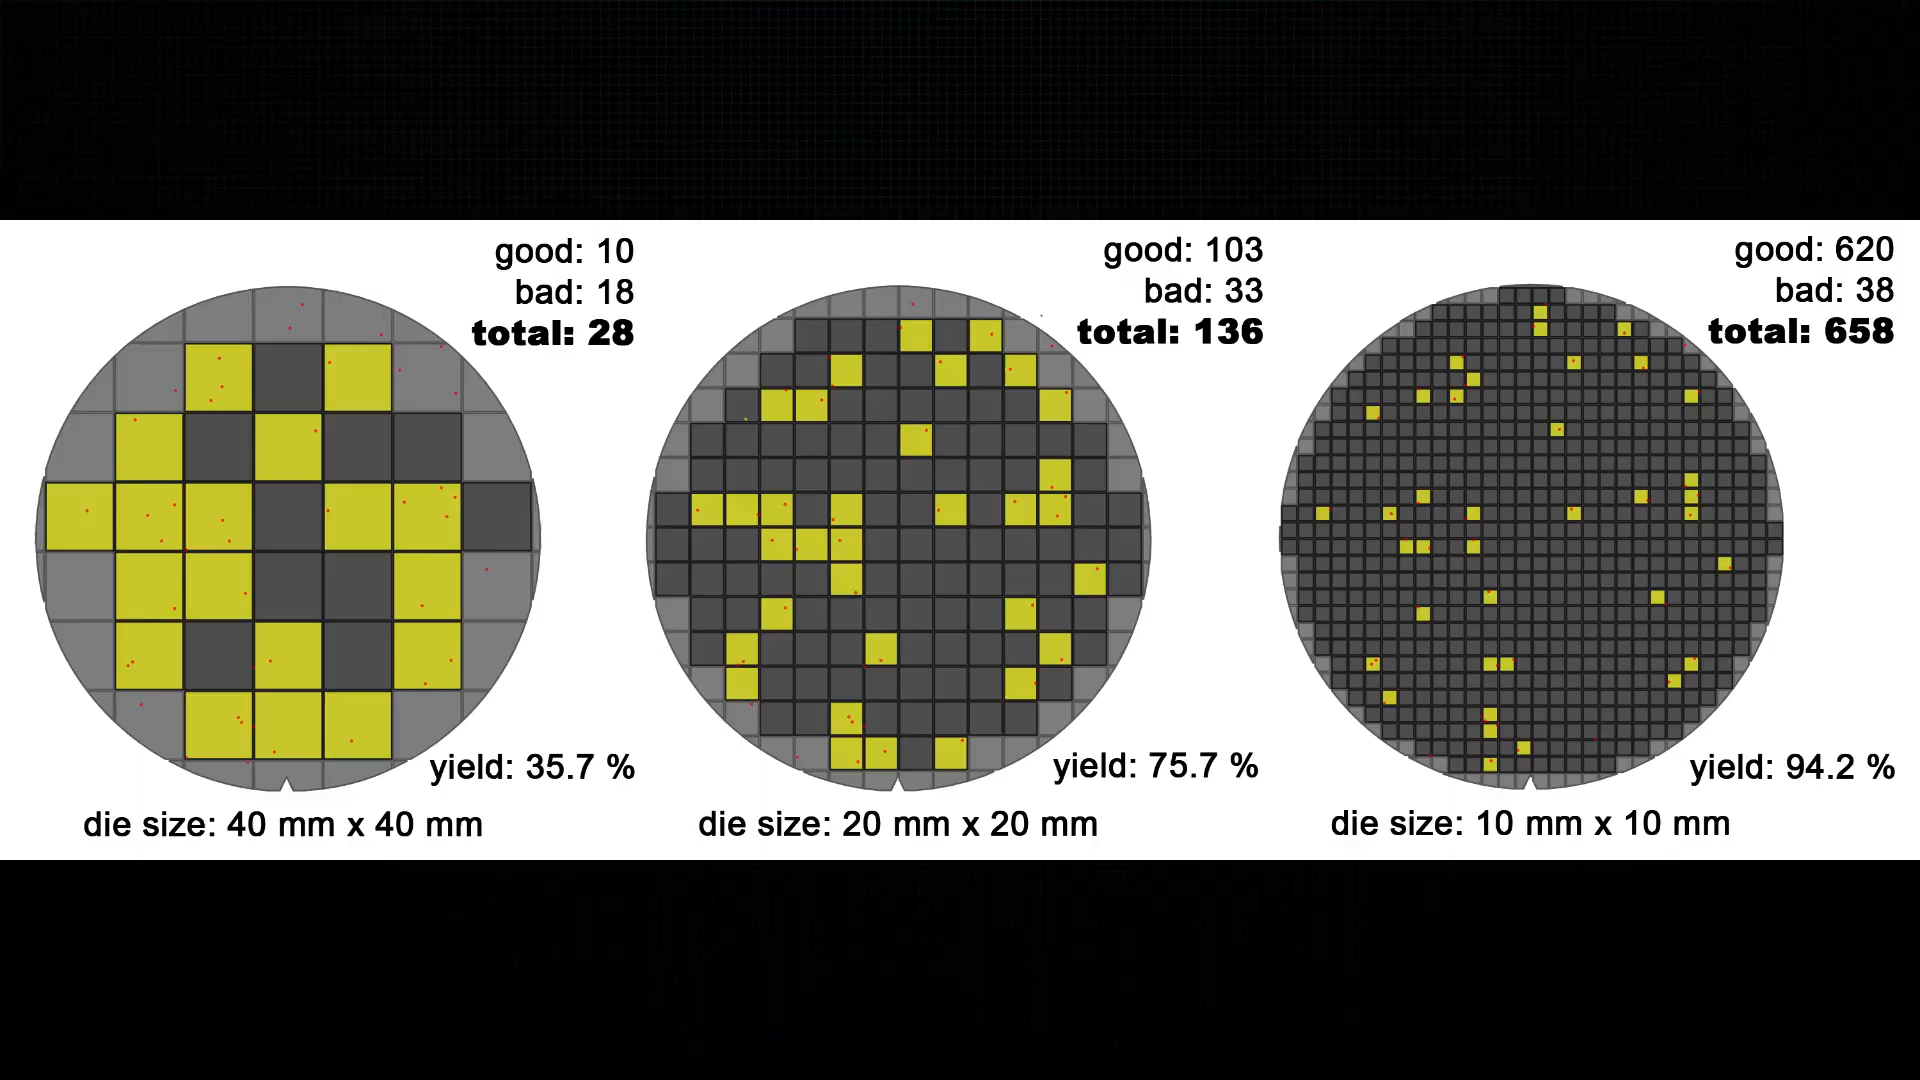 good: 10
bad: 18
total: 28
yield: 35.7 %
die size: 40 mm x 40 mm
good: 103
bad: 33
total: 136
yield: 75.7 %
die size: 20 mm x 20 mm
good: 620
bad: 38
total: 658
yield: 94.2 %
die size: 10 mm x 10 mm